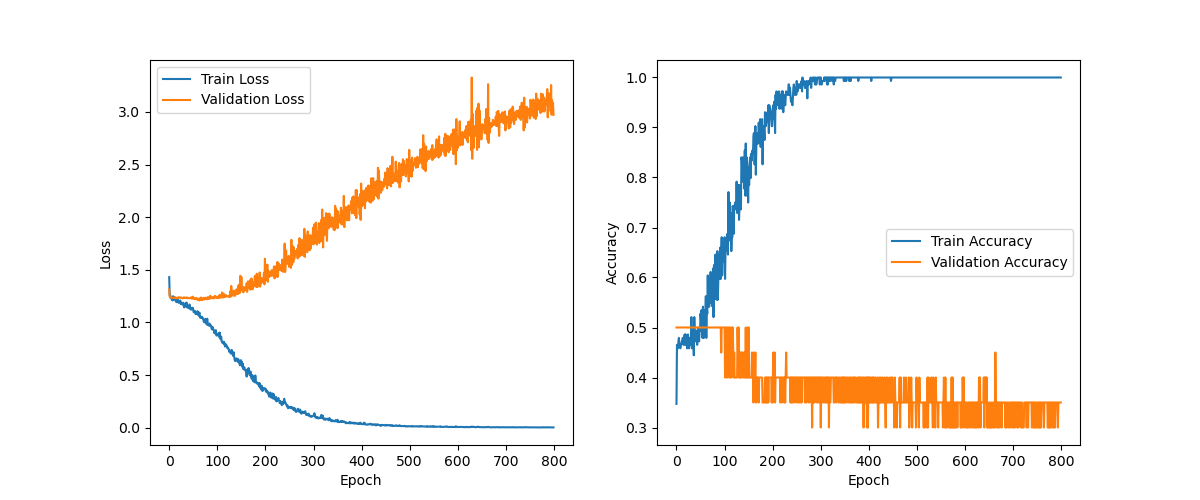 Train Loss
Validation Loss
3.0
2.5
2.0
1.5
1.0
0.5
0.0
Loss
0 100 200 300 400 500 600 700 800
Epoch
1.0
0.9
0.8
0.7
0.6
0.5
0.4
0.3
Accuracy
Train Accuracy
Validation Accuracy
0 100 200 300 400 500 600 700 800
Epoch